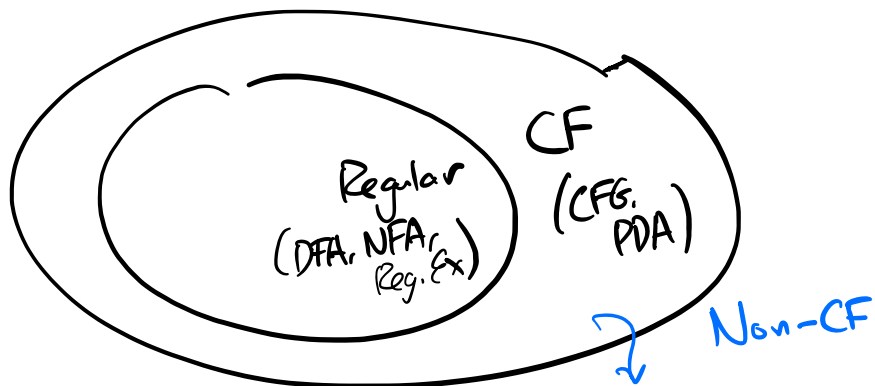 Regular
(DFA, NFA,
Reg. Ex)
CF
(CFG.
PDA)
Non-CF